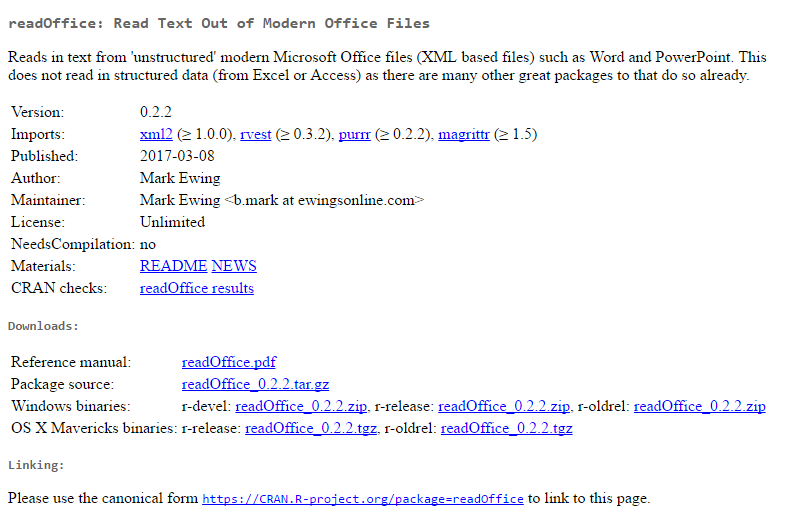 readOffice: Read Text Out of Modern Office Files
Reads in text from 'unstructured' modern Microsoft Office files (XML based files) such as Word and PowerPoint. This
does not read in structured data (from Excel or Access) as there are many other great packages to that do so already.
Version: 0.2.2
Imports: xml2 (≥ 1.0.0), rvest (≥ 0.3.2), purrr (≥ 0.2.2), magrittr (≥ 1.5)
Published: 2017-03-08
Author: Mark Ewing
Maintainer: Mark Ewing <b.mark at ewingsonline.com>
License: Unlimited
NeedsCompilation: no
Materials: README NEWS
CRAN checks: readOffice results
Downloads:
Reference manual: readOffice.pdf
Package source: readOffice_0.2.2.tar.gz
Windows binaries: r-devel: readOffice_0.2.2.zip, r-release: readOffice_0.2.2.zip, r-oldrel: readOffice_0.2.2.zip
OS X Mavericks binaries: r-release: readOffice_0.2.2.tgz, r-oldrel: readOffice_0.2.2.tgz
Linking:
Please use the canonical form https://CRAN.R-project.org/package=readOffice to link to this page.